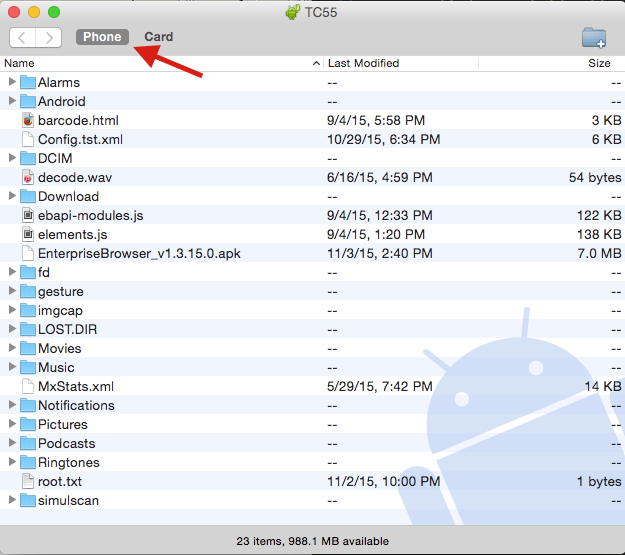 TC55
Phone Card
Name Last Modified Size
Alarms -- --
Android -- --
barcode.html 9/4/15, 5:58 PM 3 KB
Config.tst.xml 10/29/15, 6:34 PM 6 KB
DCIM -- --
decode.wav 6/16/15, 4:59 PM 54 bytes
Download -- --
ebapi-modules.js 9/4/15, 12:33 PM 122 KB
elements.js 9/4/15, 1:20 PM 138 KB
EnterpriseBrowser_v1.3.15.0.apk 11/3/15, 2:40 PM 7.0 MB
fd -- --
gesture -- --
imgcap -- --
LOST.DIR -- --
Movies -- --
Music -- --
MxStats.xml 5/29/15, 7:42 PM 14 KB
Notifications -- --
Pictures -- --
Podcasts -- --
Ringtones -- --
root.txt 11/2/15, 10:00 PM 1 bytes
simulscan -- --
23 items, 988.1 MB available